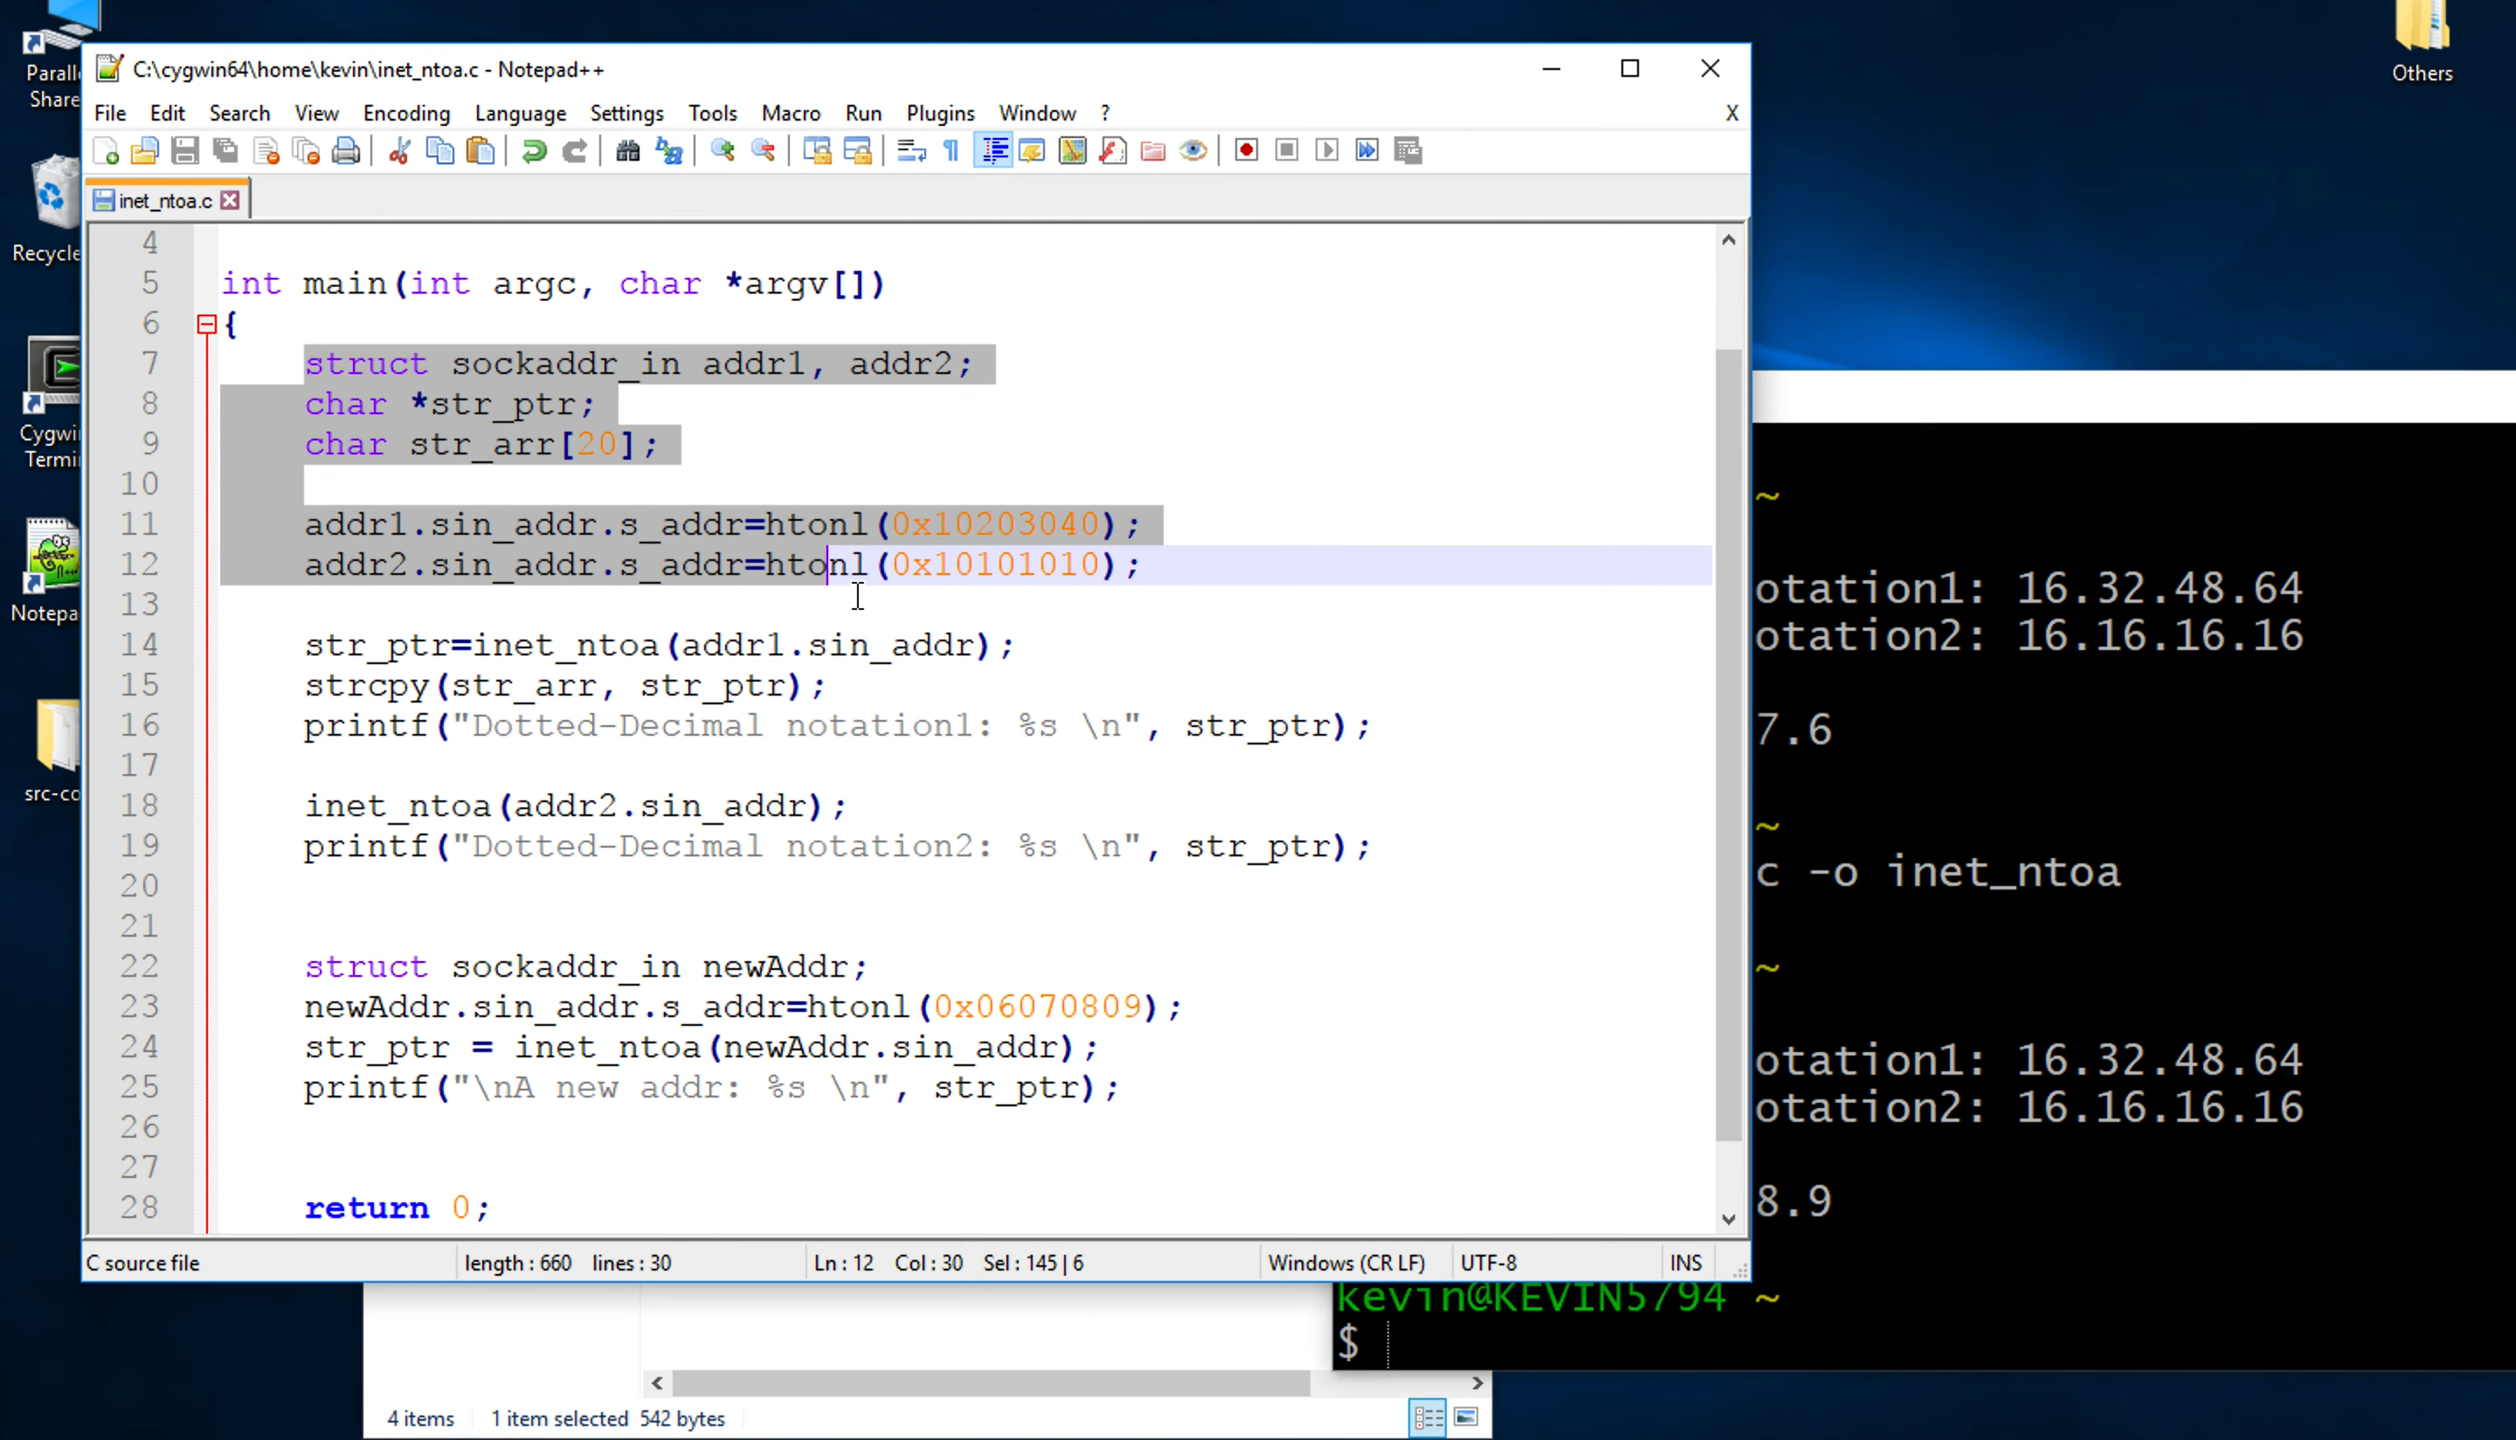 Parall
Share
Recycle
Cygwi
Termi
Notepa
src-co
Others
C:\cygwin64\home\kevin\inet_ntoa.c - Notepad++
File Edit Search View Encoding Language Settings Tools Macro Run Plugins Window ? X
inet_ntoa.c
4
5 int main(int argc, char *argv[])
6 {
7 struct sockaddr_in addr1, addr2;
8 char *str_ptr;
9 char str_arr[20];
10
11 addr1.sin_addr.s_addr=htonl(0x10203040);
12 addr2.sin_addr.s_addr=htonl(0x10101010);
13
14 str_ptr=inet_ntoa(addr1.sin_addr);
15 strcpy(str_arr, str_ptr);
16 printf("Dotted-Decimal notation1: %s \n", str_ptr);
17
18 inet_ntoa(addr2.sin_addr);
19 printf("Dotted-Decimal notation2: %s \n", str_ptr);
20
21
22 struct sockaddr_in newAddr;
23 newAddr.sin_addr.s_addr=htonl(0x06070809);
24 str_ptr = inet_ntoa(newAddr.sin_addr);
25 printf("\nA new addr: %s \n", str_ptr);
26
27
28 return 0;
C source file length : 660 lines : 30 Ln : 12 Col : 30 Sel : 145 | 6 Windows (CR LF) UTF-8 INS
~
otation1: 16.32.48.64
otation2: 16.16.16.16
7.6
~
c -o inet_ntoa
~
otation1: 16.32.48.64
otation2: 16.16.16.16
8.9
kevin@KEVIN5794 ~
$
4 items 1 item selected 542 bytes